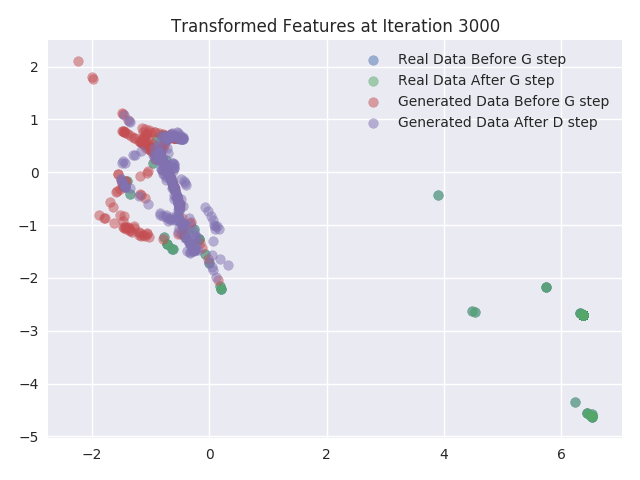 Transformed Features at Iteration 3000
Real Data Before G step
Real Data After G step
Generated Data Before G step
Generated Data After D step
2
1
0
−1
−2
−3
−4
−5
−2 0 2 4 6